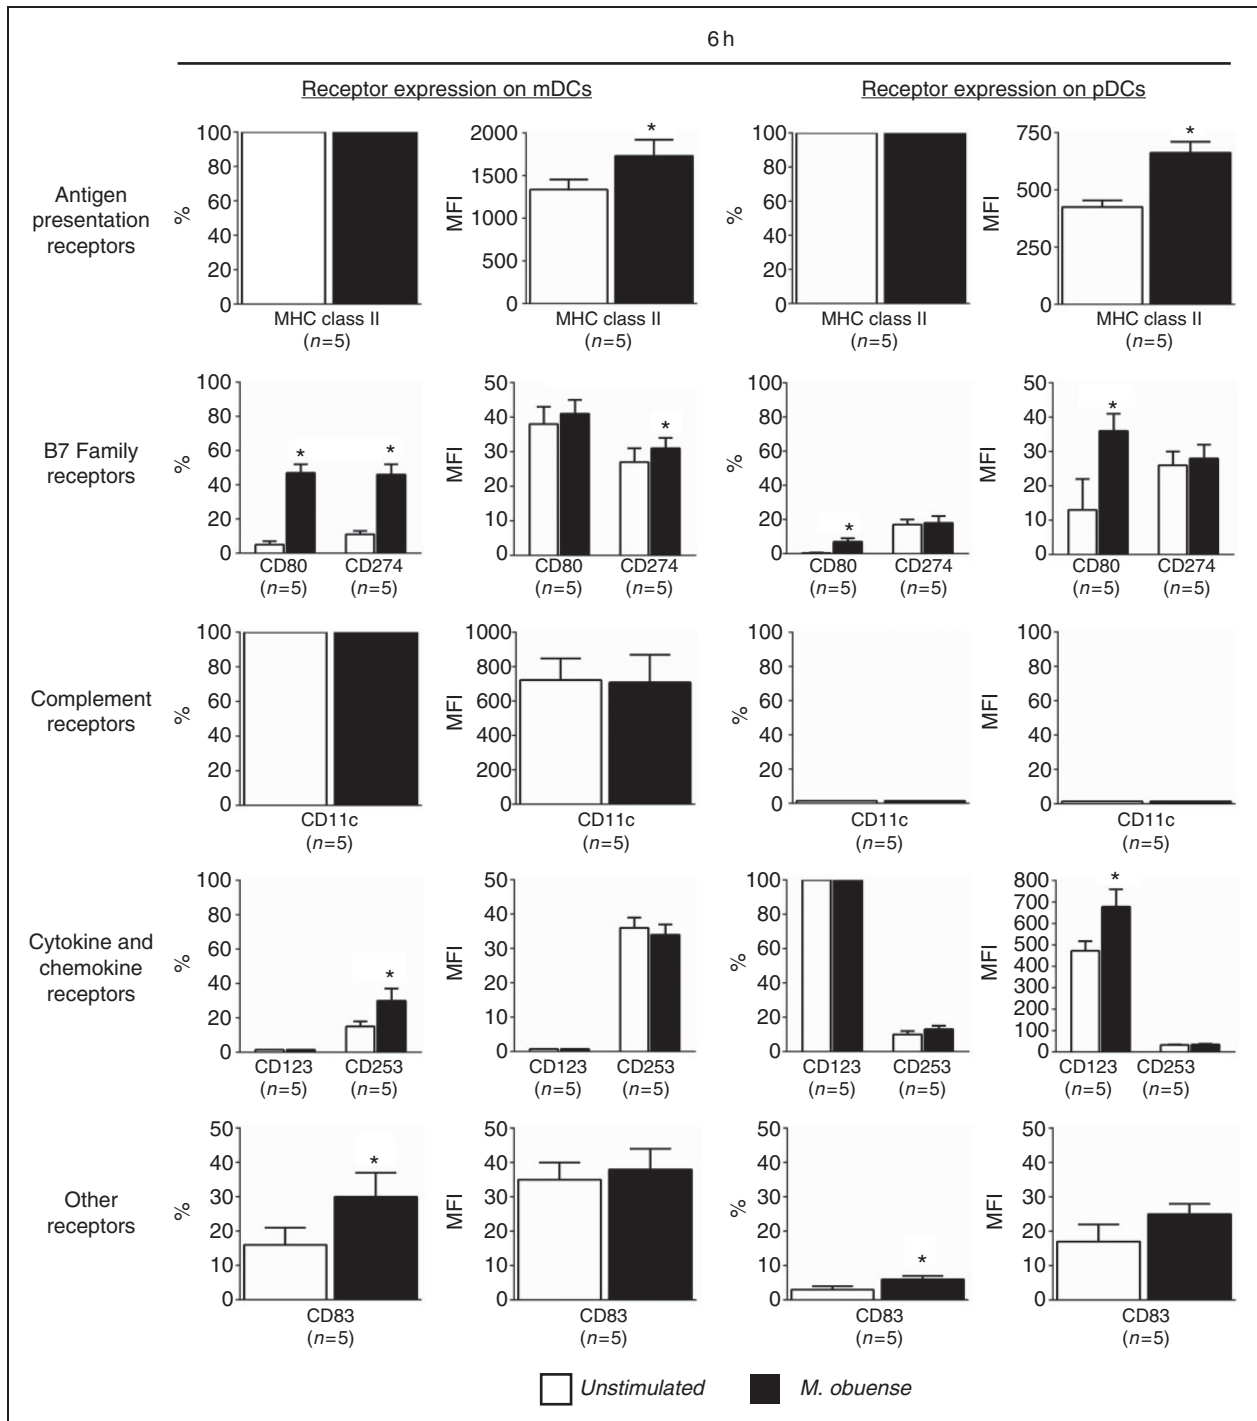 6 h
Receptor expression on mDCs
Receptor expression on pDCs
Antigen
presentation
receptors
%
100
80
60
40
20
0
MHC class II
(n=5)
MFI
2000
1500
1000
500
0
*
MHC class II
(n=5)
%
100
80
60
40
20
0
MHC class II
(n=5)
MFI
750
500
250
0
*
MHC class II
(n=5)
B7 Family
receptors
%
100
80
60
40
20
0
* *
CD80 CD274
(n=5) (n=5)
MFI
50
40
30
20
10
0
*
CD80 CD274
(n=5) (n=5)
%
100
80
60
40
20
0
*
CD80 CD274
(n=5) (n=5)
MFI
50
40
30
20
10
0
*
CD80 CD274
(n=5) (n=5)
Complement
receptors
%
100
80
60
40
20
0
CD11c
(n=5)
MFI
1000
800
600
400
200
0
CD11c
(n=5)
%
100
80
60
40
20
0
CD11c
(n=5)
MFI
100
80
60
40
20
0
CD11c
(n=5)
Cytokine and
chemokine
receptors
%
100
80
60
40
20
0
*
CD123 CD253
(n=5) (n=5)
MFI
50
40
30
20
10
0
CD123 CD253
(n=5) (n=5)
%
100
80
60
40
20
0
CD123 CD253
(n=5) (n=5)
MFI
800
700
600
500
400
300
200
100
0
*
CD123 CD253
(n=5) (n=5)
Other
receptors
%
50
40
30
20
10
0
*
CD83
(n=5)
MFI
50
40
30
20
10
0
CD83
(n=5)
%
50
40
30
20
10
0
*
CD83
(n=5)
MFI
50
40
30
20
10
0
CD83
(n=5)
Unstimulated
M. obuense